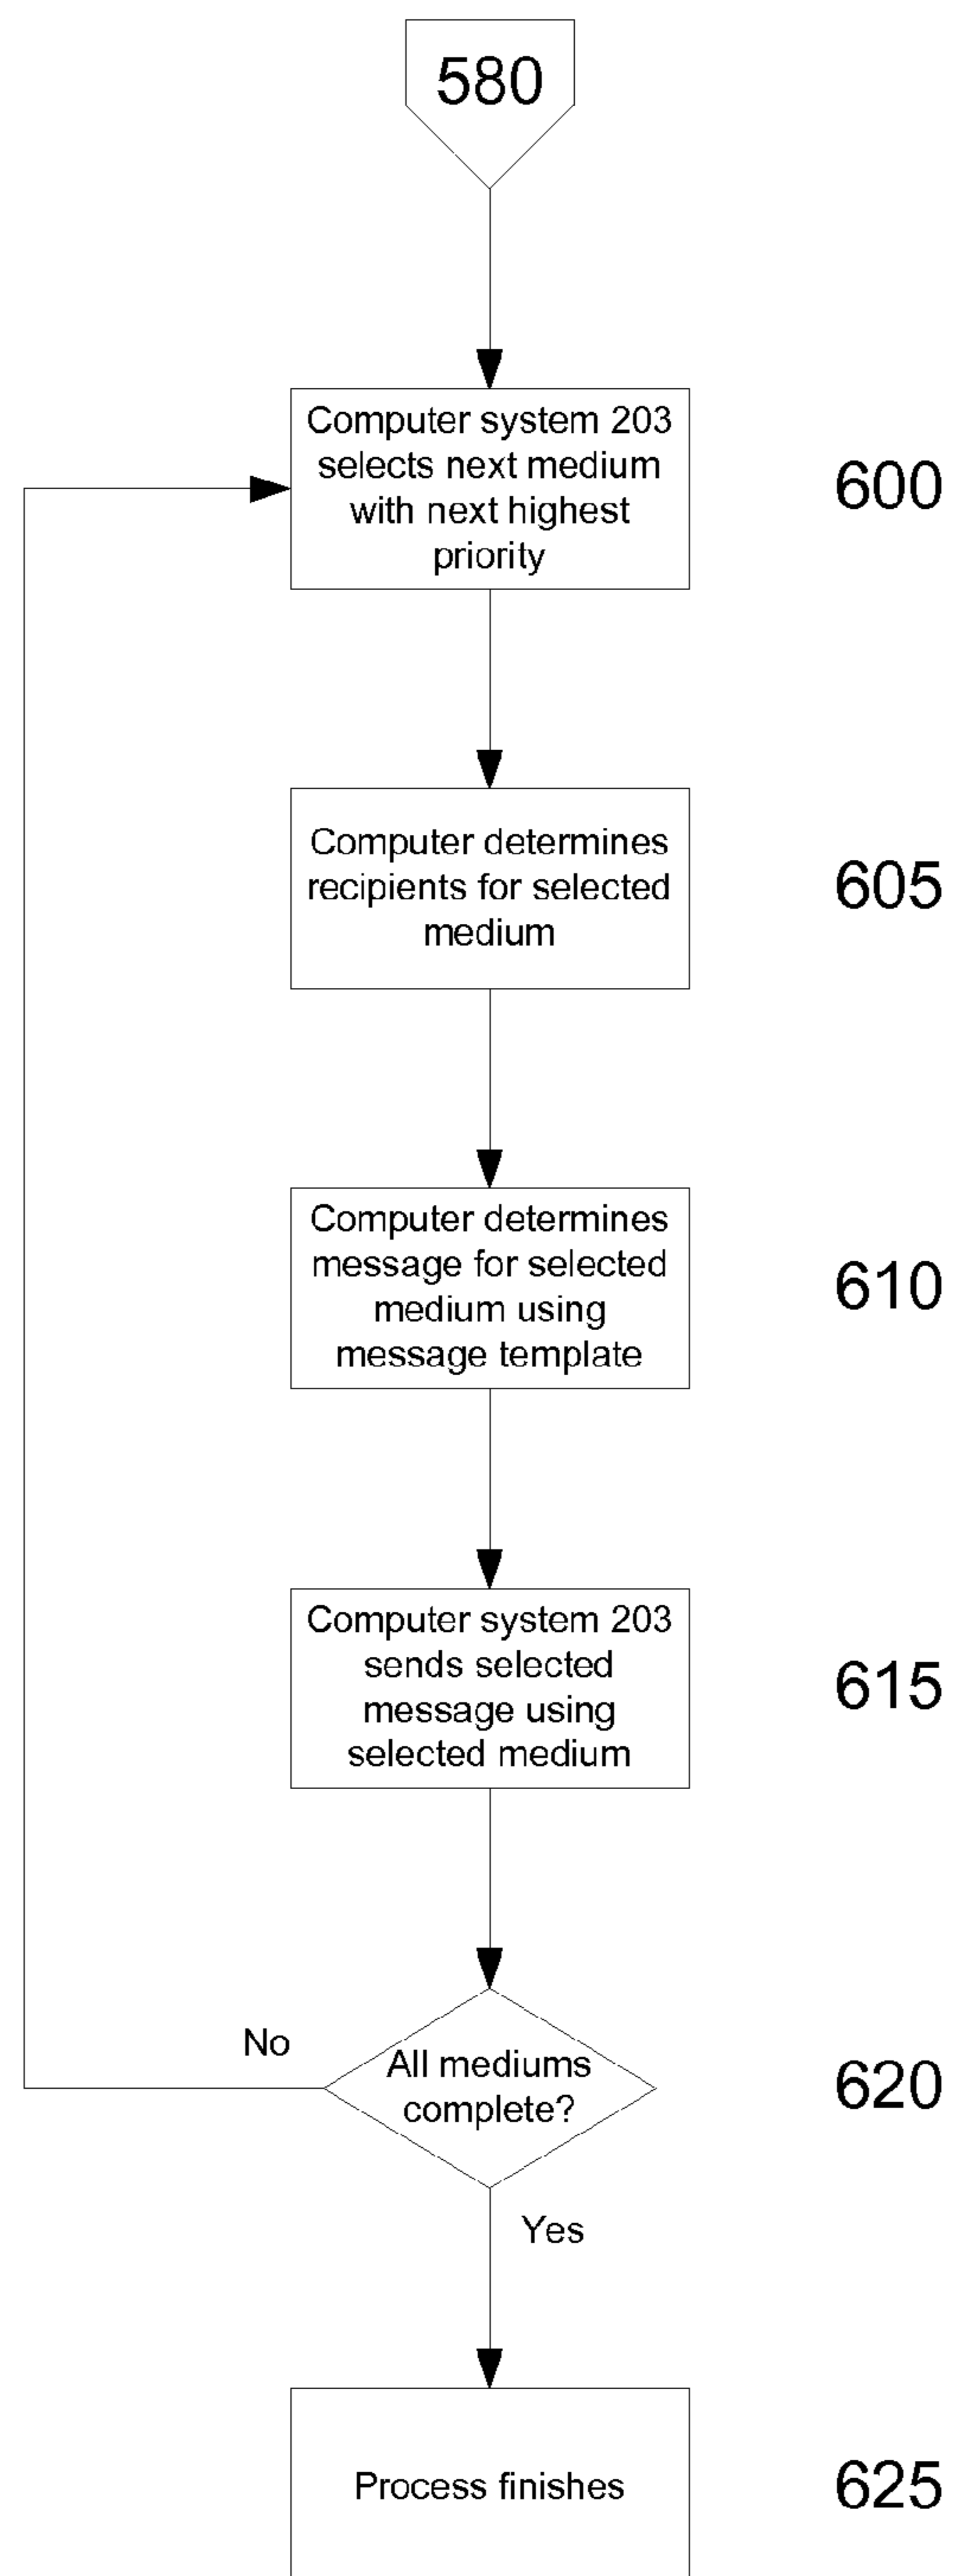 580
Computer system 203
selects next medium
with next highest
priority
600
Computer determines
recipients for selected
medium
605
Computer determines
message for selected
medium using
message template
610
Computer system 203
sends selected
message using
selected medium
615
No
All mediums
complete?
620
Yes
Process finishes
625